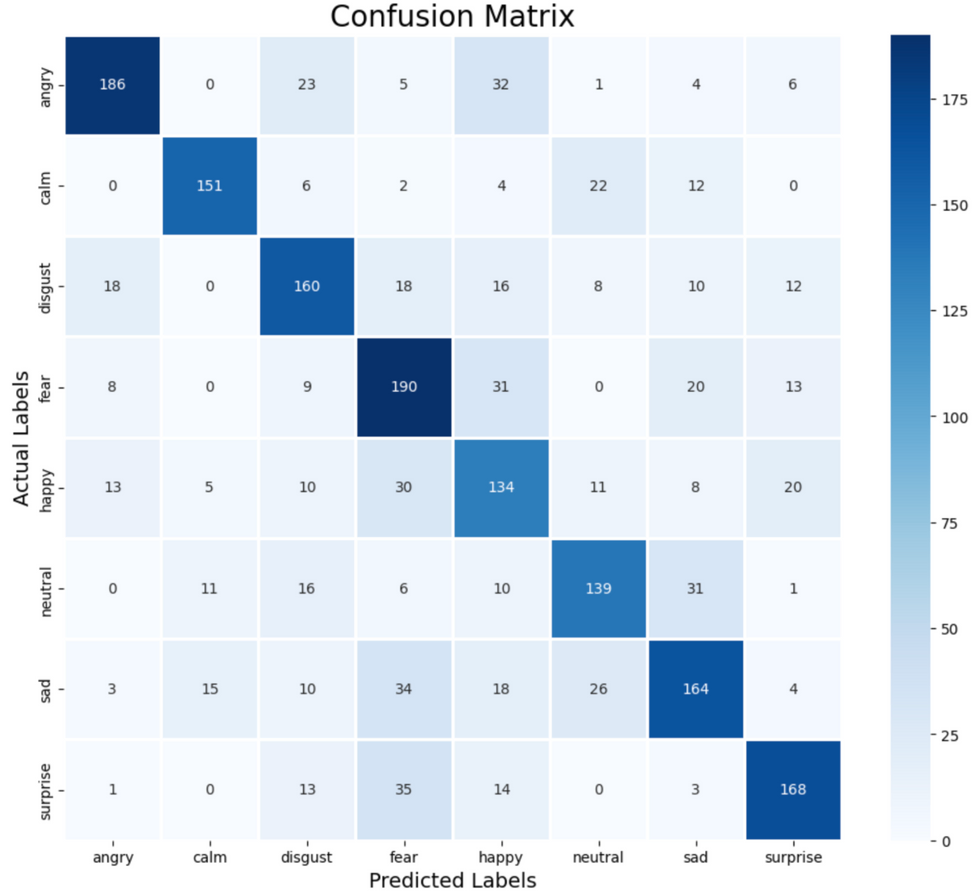 Confusion Matrix
angry 186 0 23 5 32 1 4 6
calm 0 151 6 2 4 22 12 0
disgust 18 0 160 18 16 8 10 12
fear 8 0 9 190 31 0 20 13
happy 13 5 10 30 134 11 8 20
neutral 0 11 16 6 10 139 31 1
sad 3 15 10 34 18 26 164 4
surprise 1 0 13 35 14 0 3 168
angry calm disgust fear happy neutral sad surprise
Predicted Labels
Actual Labels
175
150
125
100
75
50
25
0